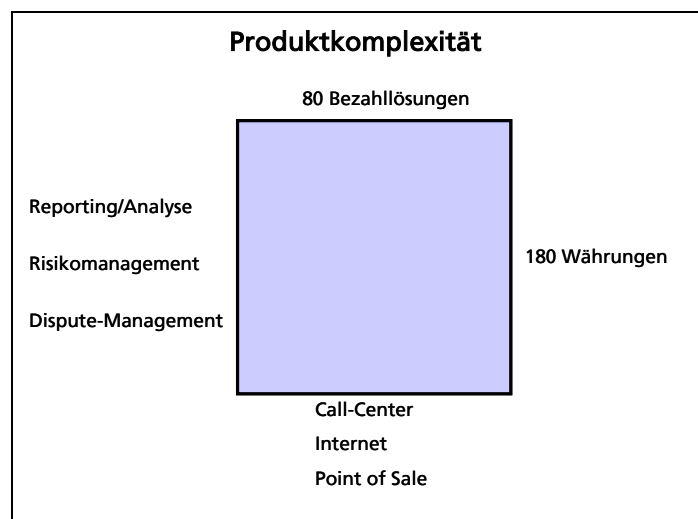 Produktkomplexität
80 Bezahllösungen
Reporting/Analyse
Risikomanagement
Dispute-Management
180 Währungen
Call-Center
Internet
Point of Sale